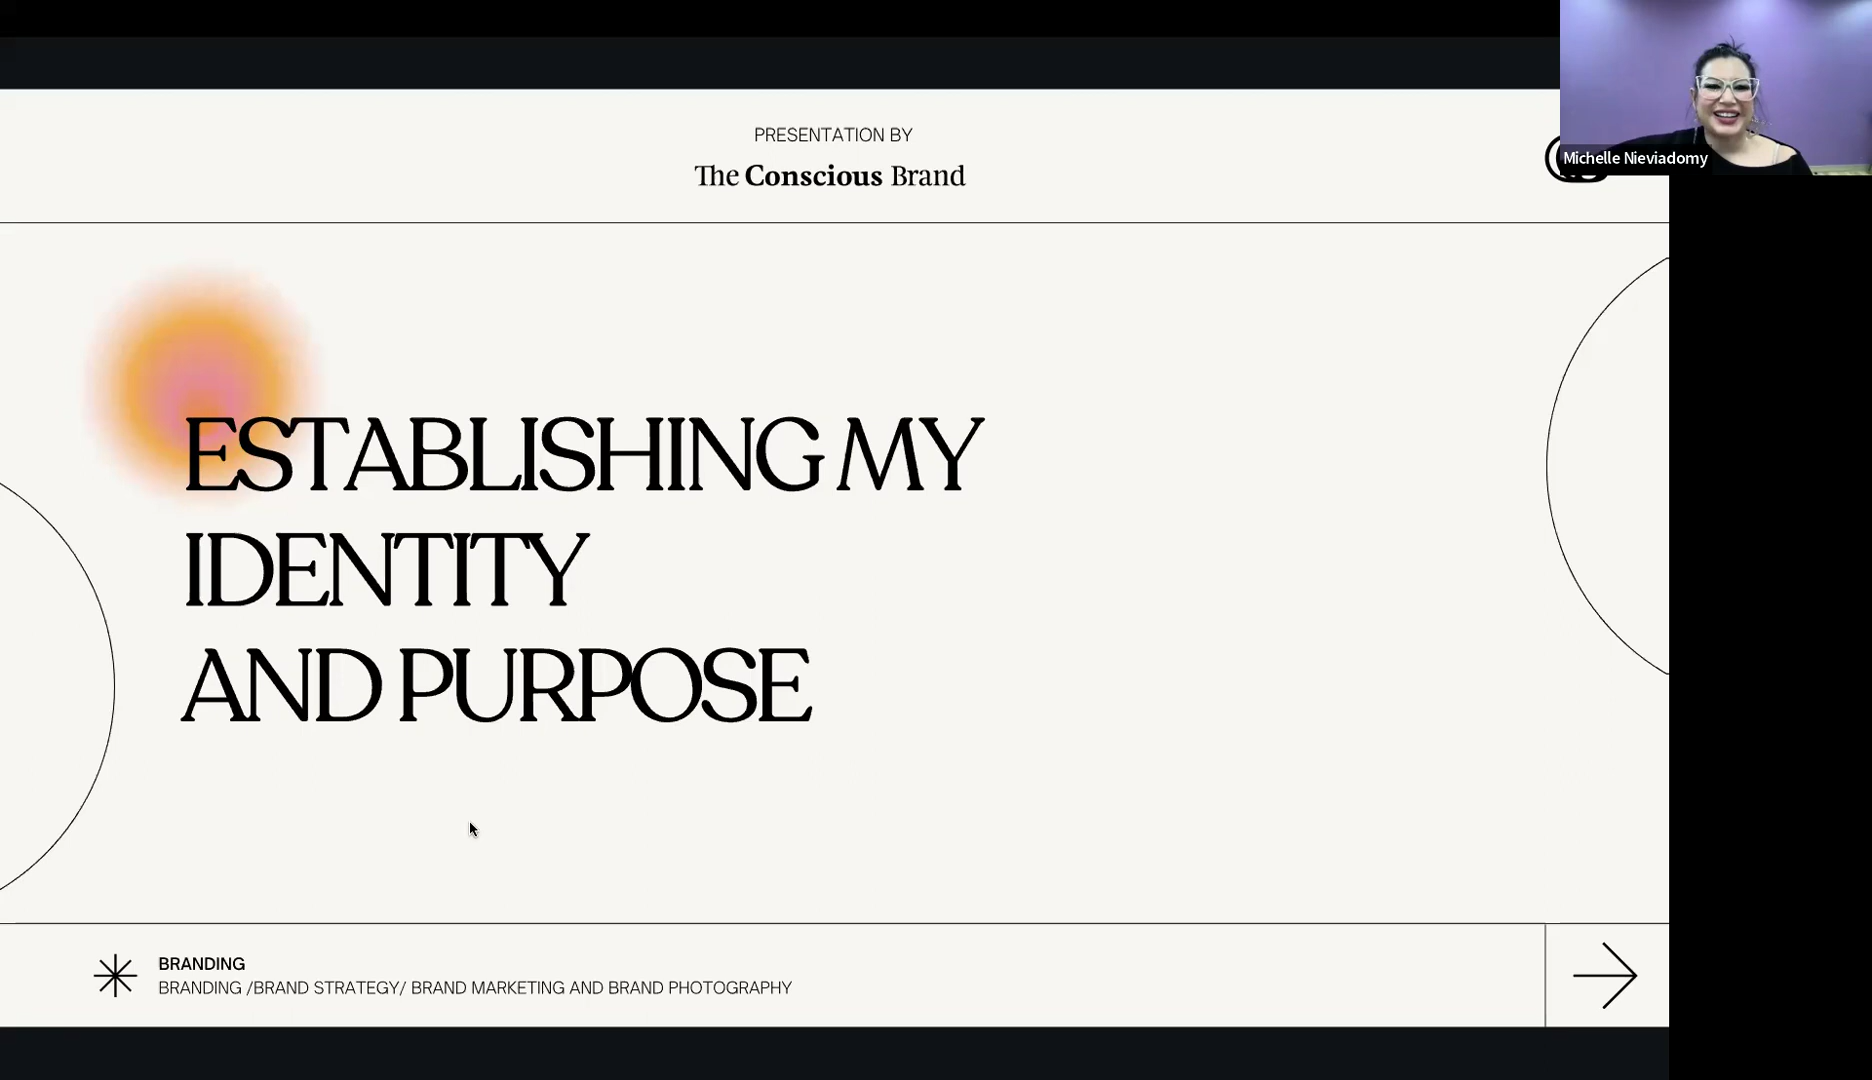 PRESENTATION BY
The Conscious Brand
Michelle Nieviadomy
ESTABLISHING MY
IDENTITY
AND PURPOSE
BRANDING
BRANDING /BRAND STRATEGY/ BRAND MARKETING AND BRAND PHOTOGRAPHY